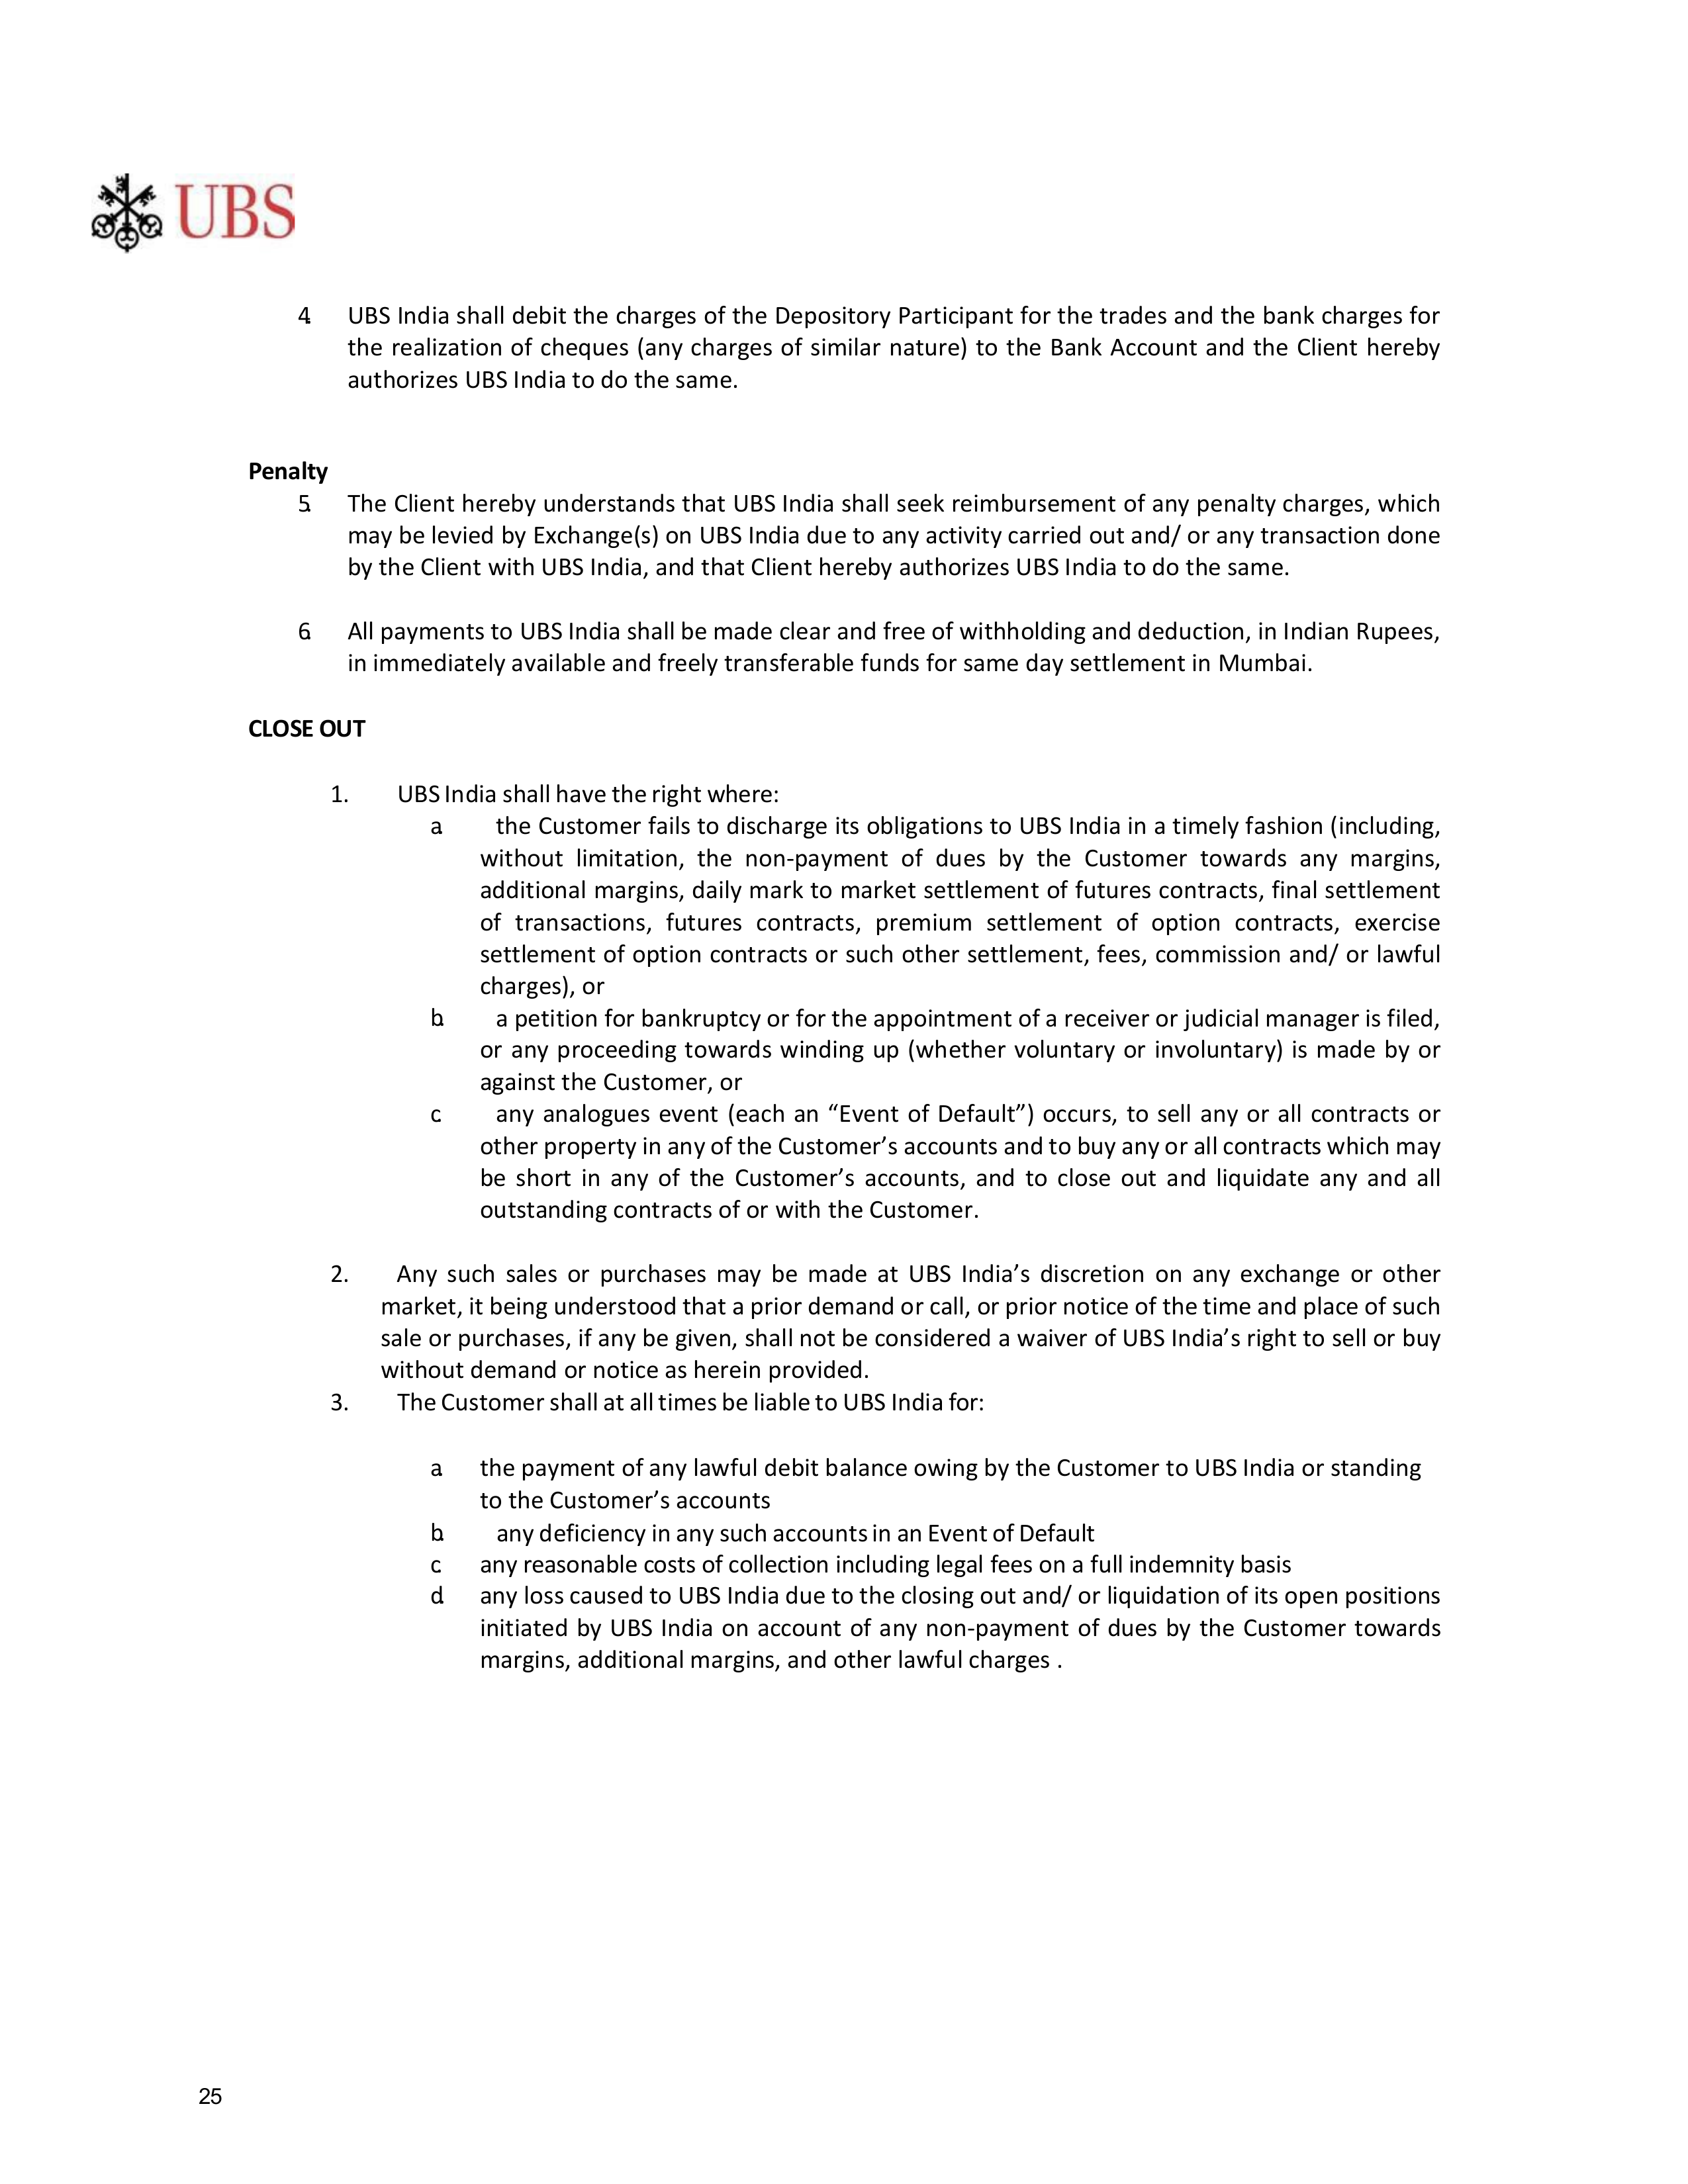 UBS
4. UBS India shall debit the charges of the Depository Participant for the trades and the bank charges for
the realization of cheques (any charges of similar nature) to the Bank Account and the Client hereby
authorizes UBS India to do the same.
Penalty
5. The Client hereby understands that UBS India shall seek reimbursement of any penalty charges, which
may be levied by Exchange(s) on UBS India due to any activity carried out and/ or any transaction done
by the Client with UBS India, and that Client hereby authorizes UBS India to do the same.
6. All payments to UBS India shall be made clear and free of withholding and deduction, in Indian Rupees,
in immediately available and freely transferable funds for same day settlement in Mumbai.
CLOSE OUT
1. UBS India shall have the right where:
a. the Customer fails to discharge its obligations to UBS India in a timely fashion (including,
without limitation, the non-payment of dues by the Customer towards any margins,
additional margins, daily mark to market settlement of futures contracts, final settlement
of transactions, futures contracts, premium settlement of option contracts, exercise
settlement of option contracts or such other settlement, fees, commission and/ or lawful
charges), or
b. a petition for bankruptcy or for the appointment of a receiver or judicial manager is filed,
or any proceeding towards winding up (whether voluntary or involuntary) is made by or
against the Customer, or
c. any analogues event (each an “Event of Default”) occurs, to sell any or all contracts or
other property in any of the Customer’s accounts and to buy any or all contracts which may
be short in any of the Customer’s accounts, and to close out and liquidate any and all
outstanding contracts of or with the Customer.
2. Any such sales or purchases may be made at UBS India’s discretion on any exchange or other
market, it being understood that a prior demand or call, or prior notice of the time and place of such
sale or purchases, if any be given, shall not be considered a waiver of UBS India’s right to sell or buy
without demand or notice as herein provided.
3. The Customer shall at all times be liable to UBS India for:
a. the payment of any lawful debit balance owing by the Customer to UBS India or standing
to the Customer’s accounts
b. any deficiency in any such accounts in an Event of Default
c. any reasonable costs of collection including legal fees on a full indemnity basis
d. any loss caused to UBS India due to the closing out and/ or liquidation of its open positions
initiated by UBS India on account of any non-payment of dues by the Customer towards
margins, additional margins, and other lawful charges .
25